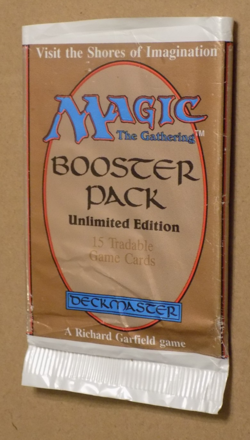 Visit the Shores of Imagination
MAGIC
The Gathering™
BOOSTER
PACK
Unlimited Edition
15 Tradable
Game Cards
DECKMASTER
A Richard Garfield game